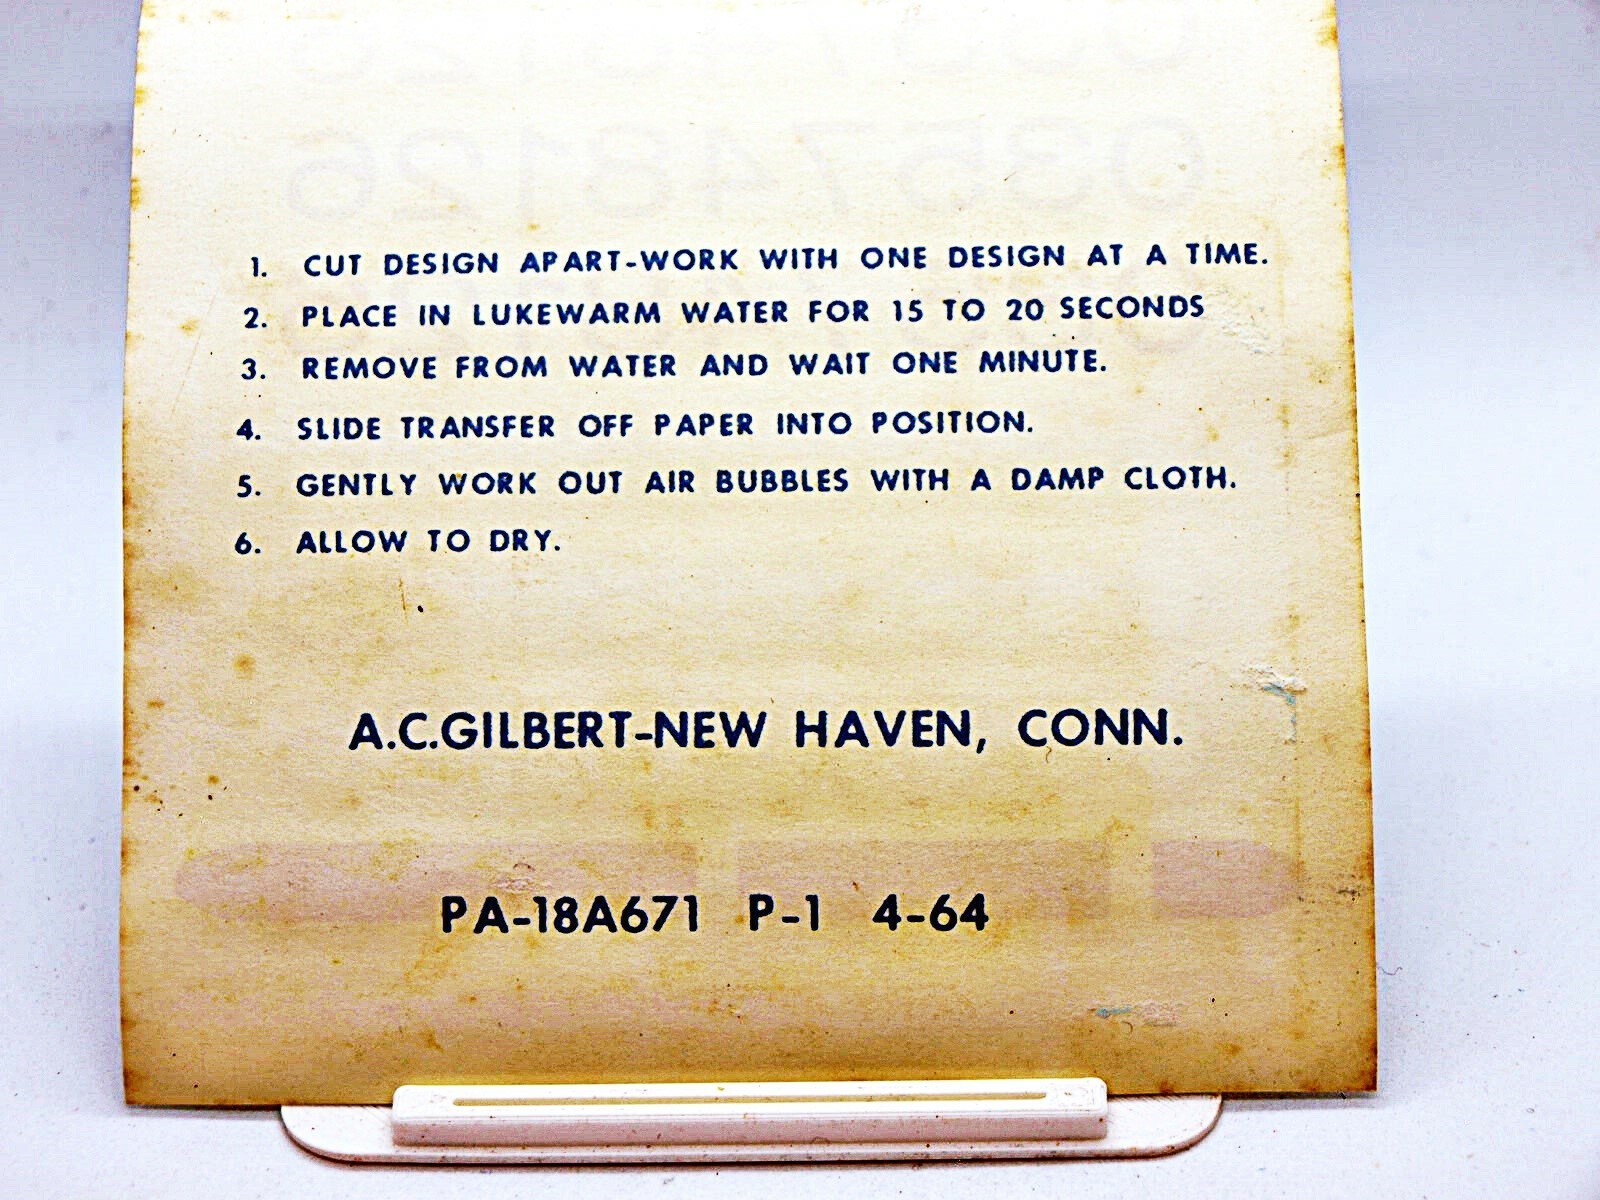 1. CUT DESIGN APART-WORK WITH ONE DESIGN AT A TIME.
2. PLACE IN LUKEWARM WATER FOR 15 TO 20 SECONDS
3. REMOVE FROM WATER AND WAIT ONE MINUTE.
4. SLIDE TRANSFER OFF PAPER INTO POSITION.
5. GENTLY WORK OUT AIR BUBBLES WITH A DAMP CLOTH.
6. ALLOW TO DRY.
A.C.GILBERT-NEW HAVEN, CONN.
PA-18A671 P-1 4-64